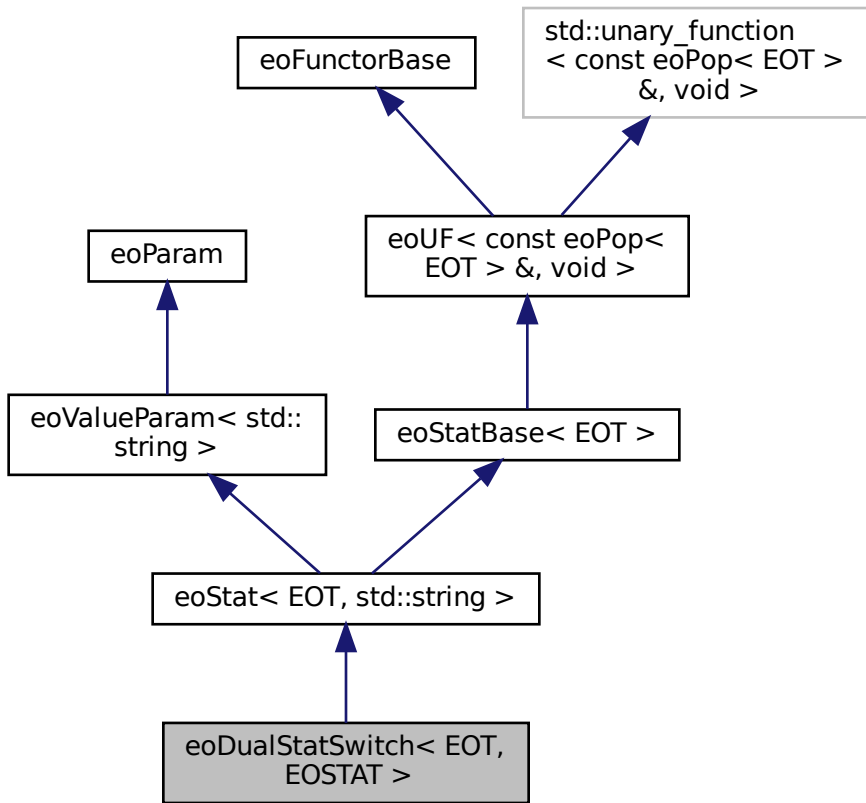 std::unary_function
< const eoPop< EOT >
&, void >
eoFunctorBase
eoUF< const eoPop<
EOT > &, void >
eoParam
eoValueParam< std::
string >
eoStatBase< EOT >
eoStat< EOT, std::string >
eoDualStatSwitch< EOT,
EOSTAT >